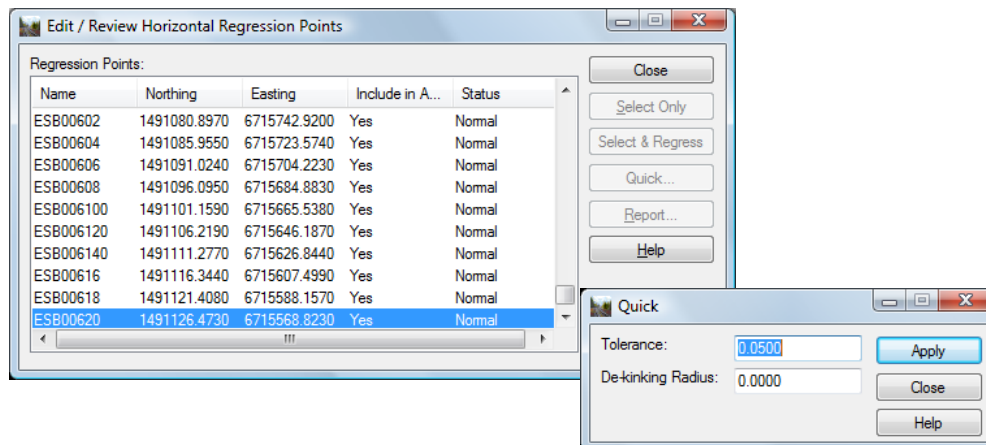 Edit / Review Horizontal Regression Points
Regression Points:
Name Northing Easting Include in A... Status
ESB00602 1491080.8970 6715742.9200 Yes Normal
ESB00604 1491085.9550 6715723.5740 Yes Normal
ESB00606 1491091.0240 6715704.2230 Yes Normal
ESB00608 1491096.0950 6715684.8830 Yes Normal
ESB006100 1491101.1590 6715665.5380 Yes Normal
ESB006120 1491106.2190 6715646.1870 Yes Normal
ESB006140 1491111.2770 6715626.8440 Yes Normal
ESB00616 1491116.3440 6715607.4990 Yes Normal
ESB00618 1491121.4080 6715588.1570 Yes Normal
ESB00620 1491126.4730 6715568.8230 Yes Normal
Close
Select Only
Select & Regress
Quick...
Report...
Help
Quick
Tolerance: 0.0500
De-kinking Radius: 0.0000
Apply
Close
Help